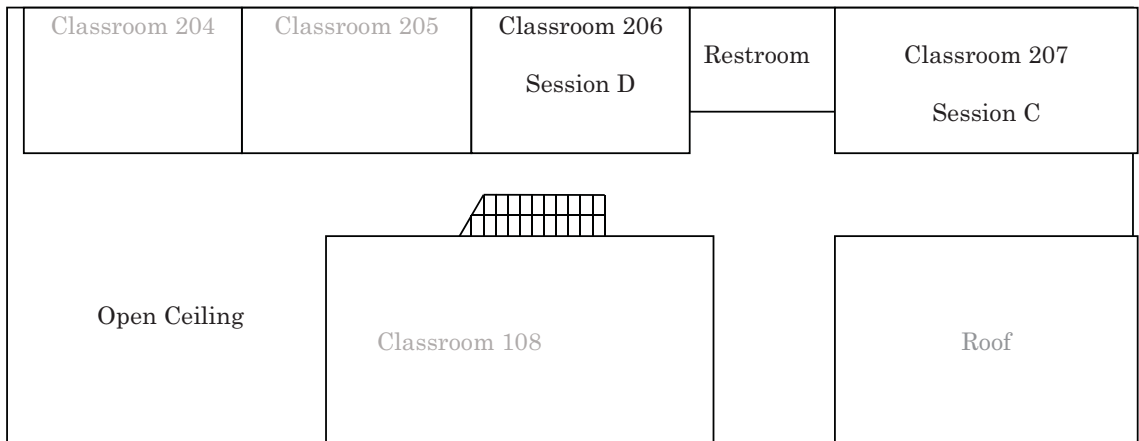 Classroom 204
Classroom 205
Classroom 206
Session D
Restroom
Classroom 207
Session C
Open Ceiling
Classroom 108
Roof